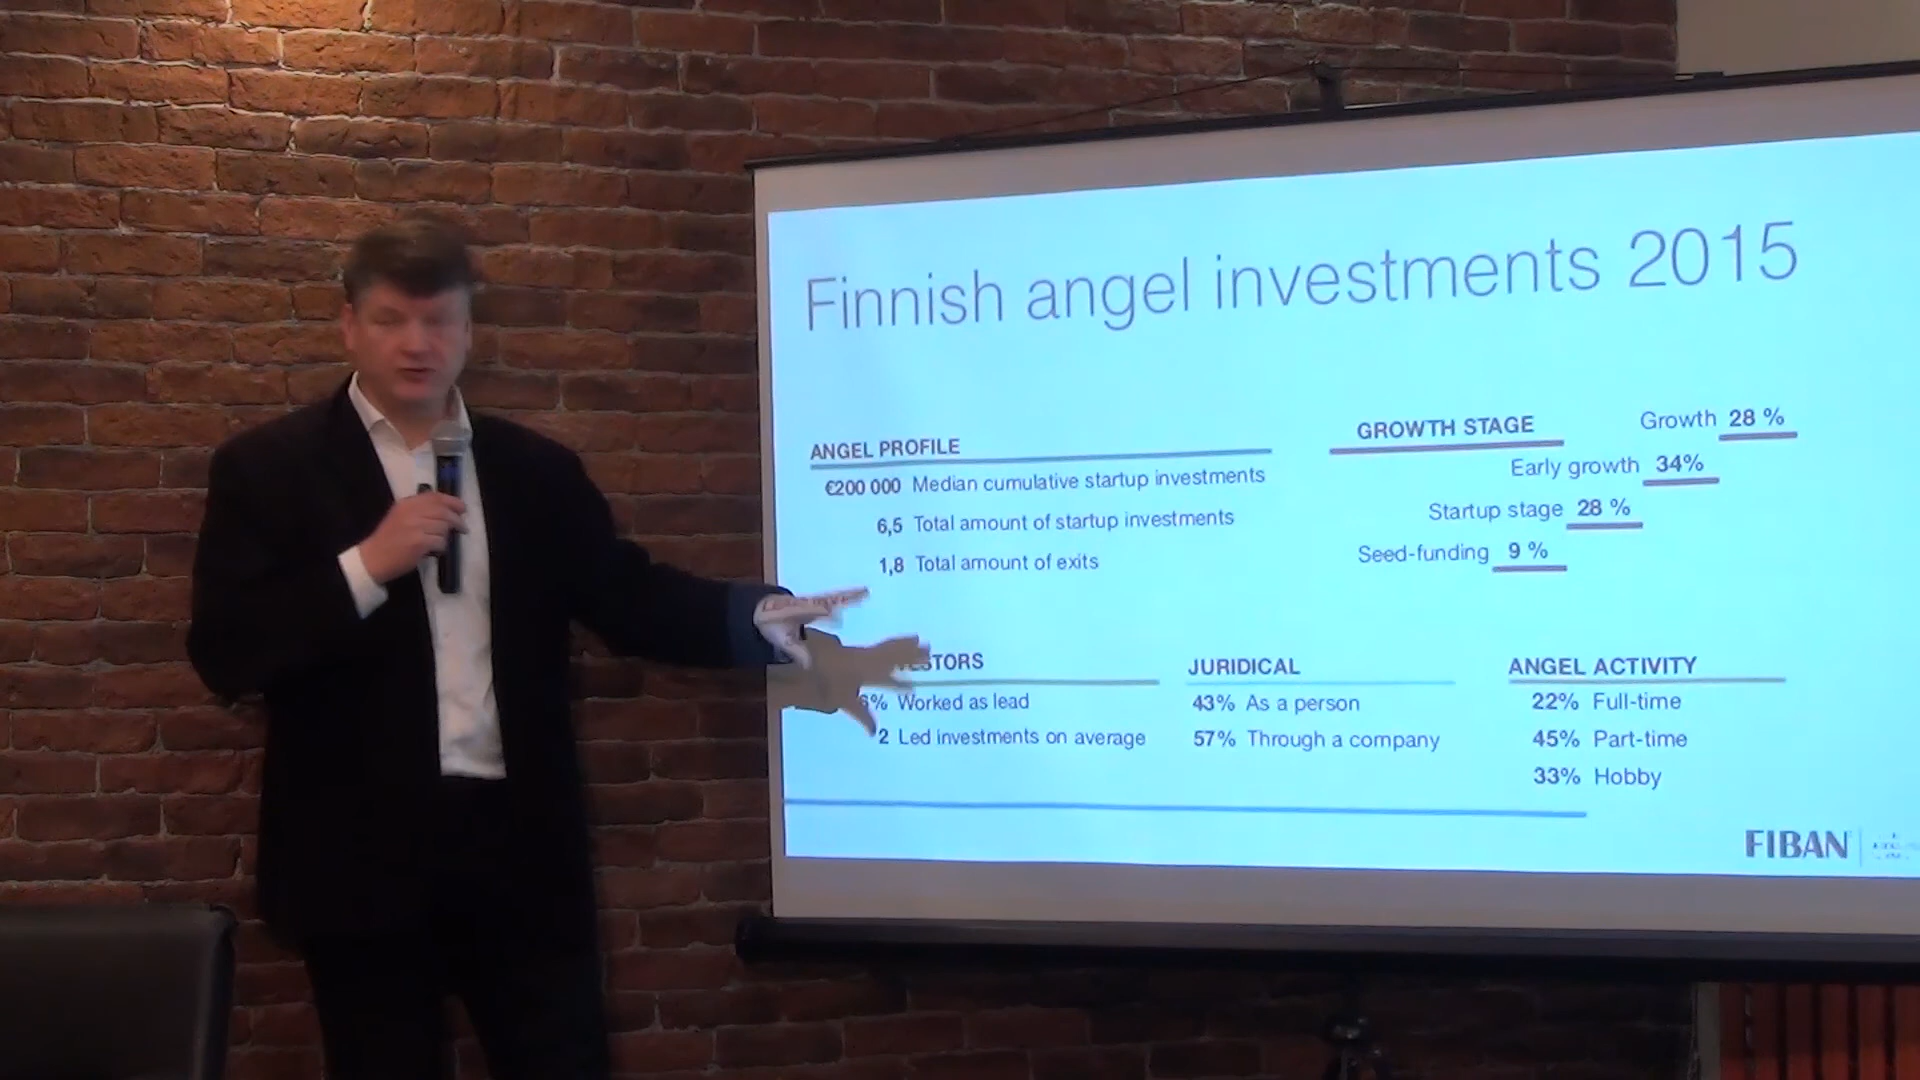 Finnish angel investments 2015
ANGEL PROFILE
€200 000 Median cumulative startup investments
6,5 Total amount of startup investments
1,8 Total amount of exits
GROWTH STAGE
Growth 28 %
Early growth 34%
Startup stage 28 %
Seed-funding 9 %
% Worked as lead
2 Led investments on average
JURIDICAL
43% As a person
57% Through a company
ANGEL ACTIVITY
22% Full-time
45% Part-time
33% Hobby
FIBAN